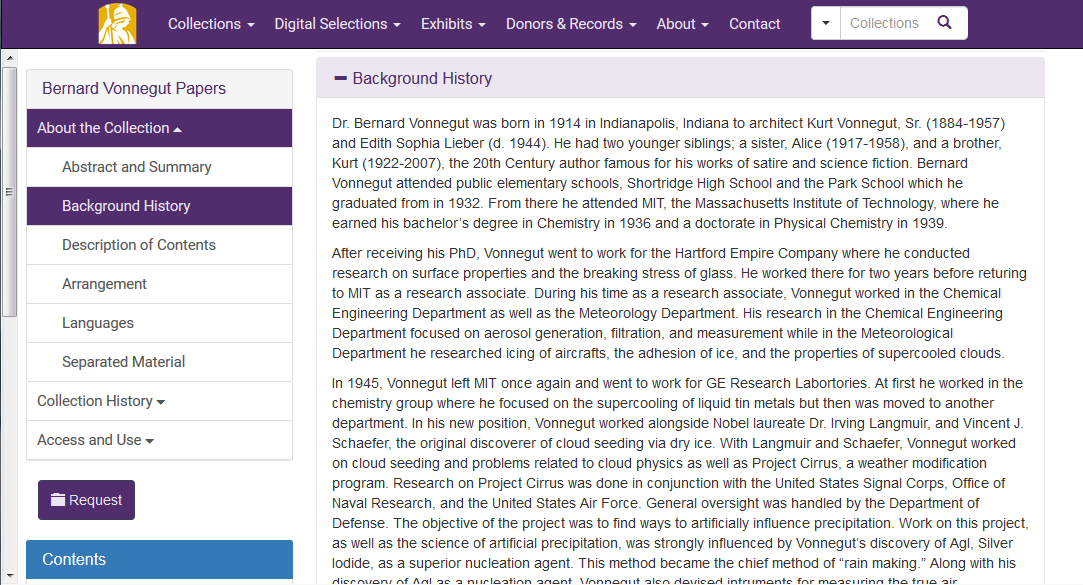 Collections Digital Selections Exhibits Donors & Records About Contact Collections
Bernard Vonnegut Papers
About the Collection
Abstract and Summary
Background History
Description of Contents
Arrangement
Languages
Separated Material
Collection History
Access and Use
Request
Contents
Background History
Dr. Bernard Vonnegut was born in 1914 in Indianapolis, Indiana to architect Kurt Vonnegut, Sr. (1884-1957)
and Edith Sophia Lieber (d. 1944). He had two younger siblings; a sister, Alice (1917-1958), and a brother,
Kurt (1922-2007), the 20th Century author famous for his works of satire and science fiction. Bernard
Vonnegut attended public elementary schools, Shortridge High School and the Park School which he
graduated from in 1932. From there he attended MIT, the Massachusetts Institute of Technology, where he
earned his bachelor’s degree in Chemistry in 1936 and a doctorate in Physical Chemistry in 1939.
After receiving his PhD, Vonnegut went to work for the Hartford Empire Company where he conducted
research on surface properties and the breaking stress of glass. He worked there for two years before returing
to MIT as a research associate. During his time as a research associate, Vonnegut worked in the Chemical
Engineering Department as well as the Meteorology Department. His research in the Chemical Engineering
Department focused on aerosol generation, filtration, and measurement while in the Meteorological
Department he researched icing of aircrafts, the adhesion of ice, and the properties of supercooled clouds.
In 1945, Vonnegut left MIT once again and went to work for GE Research Labortories. At first he worked in the
chemistry group where he focused on the supercooling of liquid tin metals but then was moved to another
department. In his new position, Vonnegut worked alongside Nobel laureate Dr. Irving Langmuir, and Vincent J.
Schaefer, the original discoverer of cloud seeding via dry ice. With Langmuir and Schaefer, Vonnegut worked
on cloud seeding and problems related to cloud physics as well as Project Cirrus, a weather modification
program. Research on Project Cirrus was done in conjunction with the United States Signal Corps, Office of
Naval Research, and the United States Air Force. General oversight was handled by the Department of
Defense. The objective of the project was to find ways to artificially influence precipitation. Work on this project,
as well as the science of artificial precipitation, was strongly influenced by Vonnegut’s discovery of AgI, Silver
Iodide, as a superior nucleation agent. This method became the chief method of “rain making.” Along with his
discovery of AgI as a nucleation agent, Vonnegut also devised intruments for measuring the true air